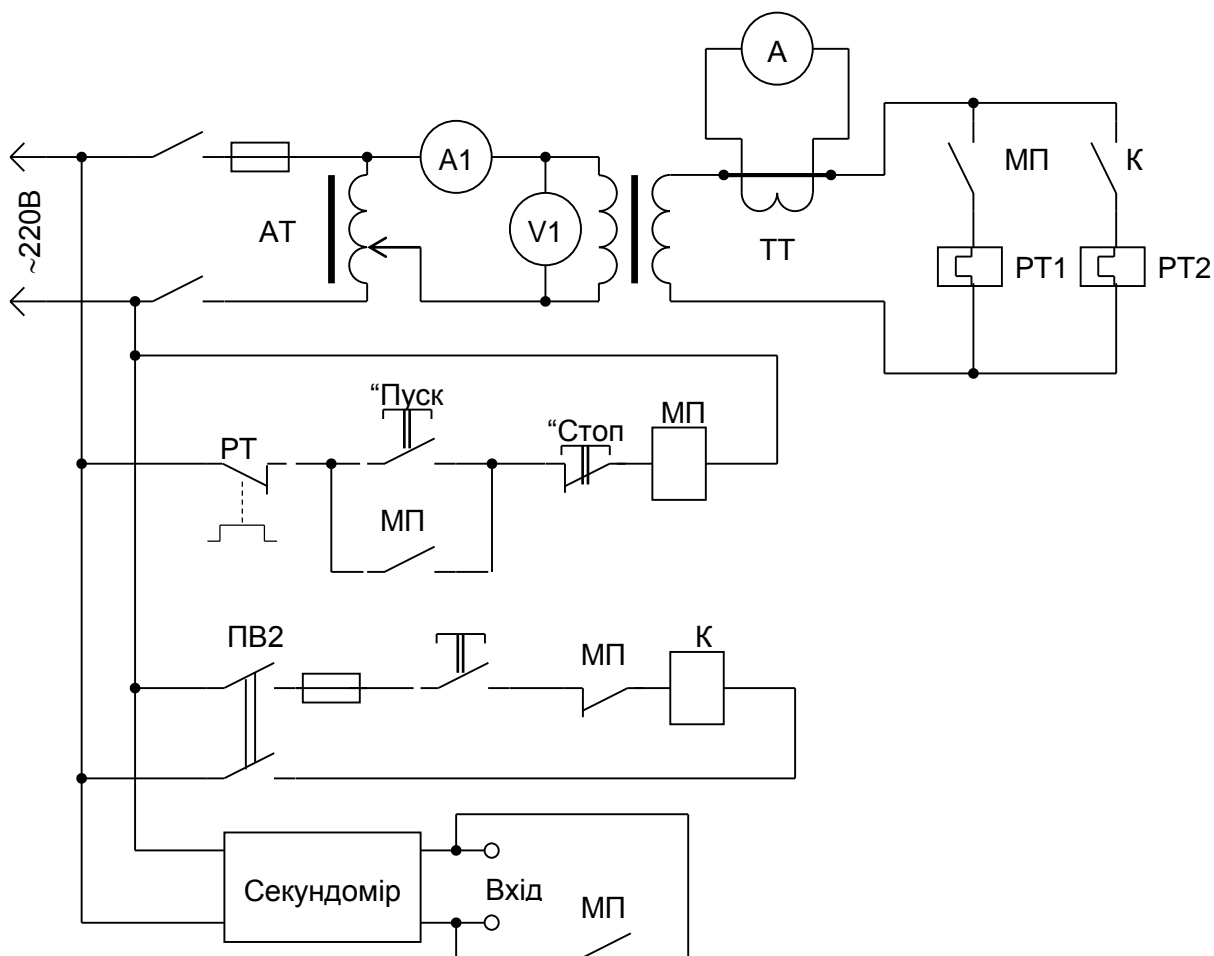 А
А1
МП
К
~220В
АТ
V1
ТТ
РТ1
РТ2
“Пуск
“Стоп
МП
РТ
МП
ПВ2
МП
К
Секундомір
Вхід
МП